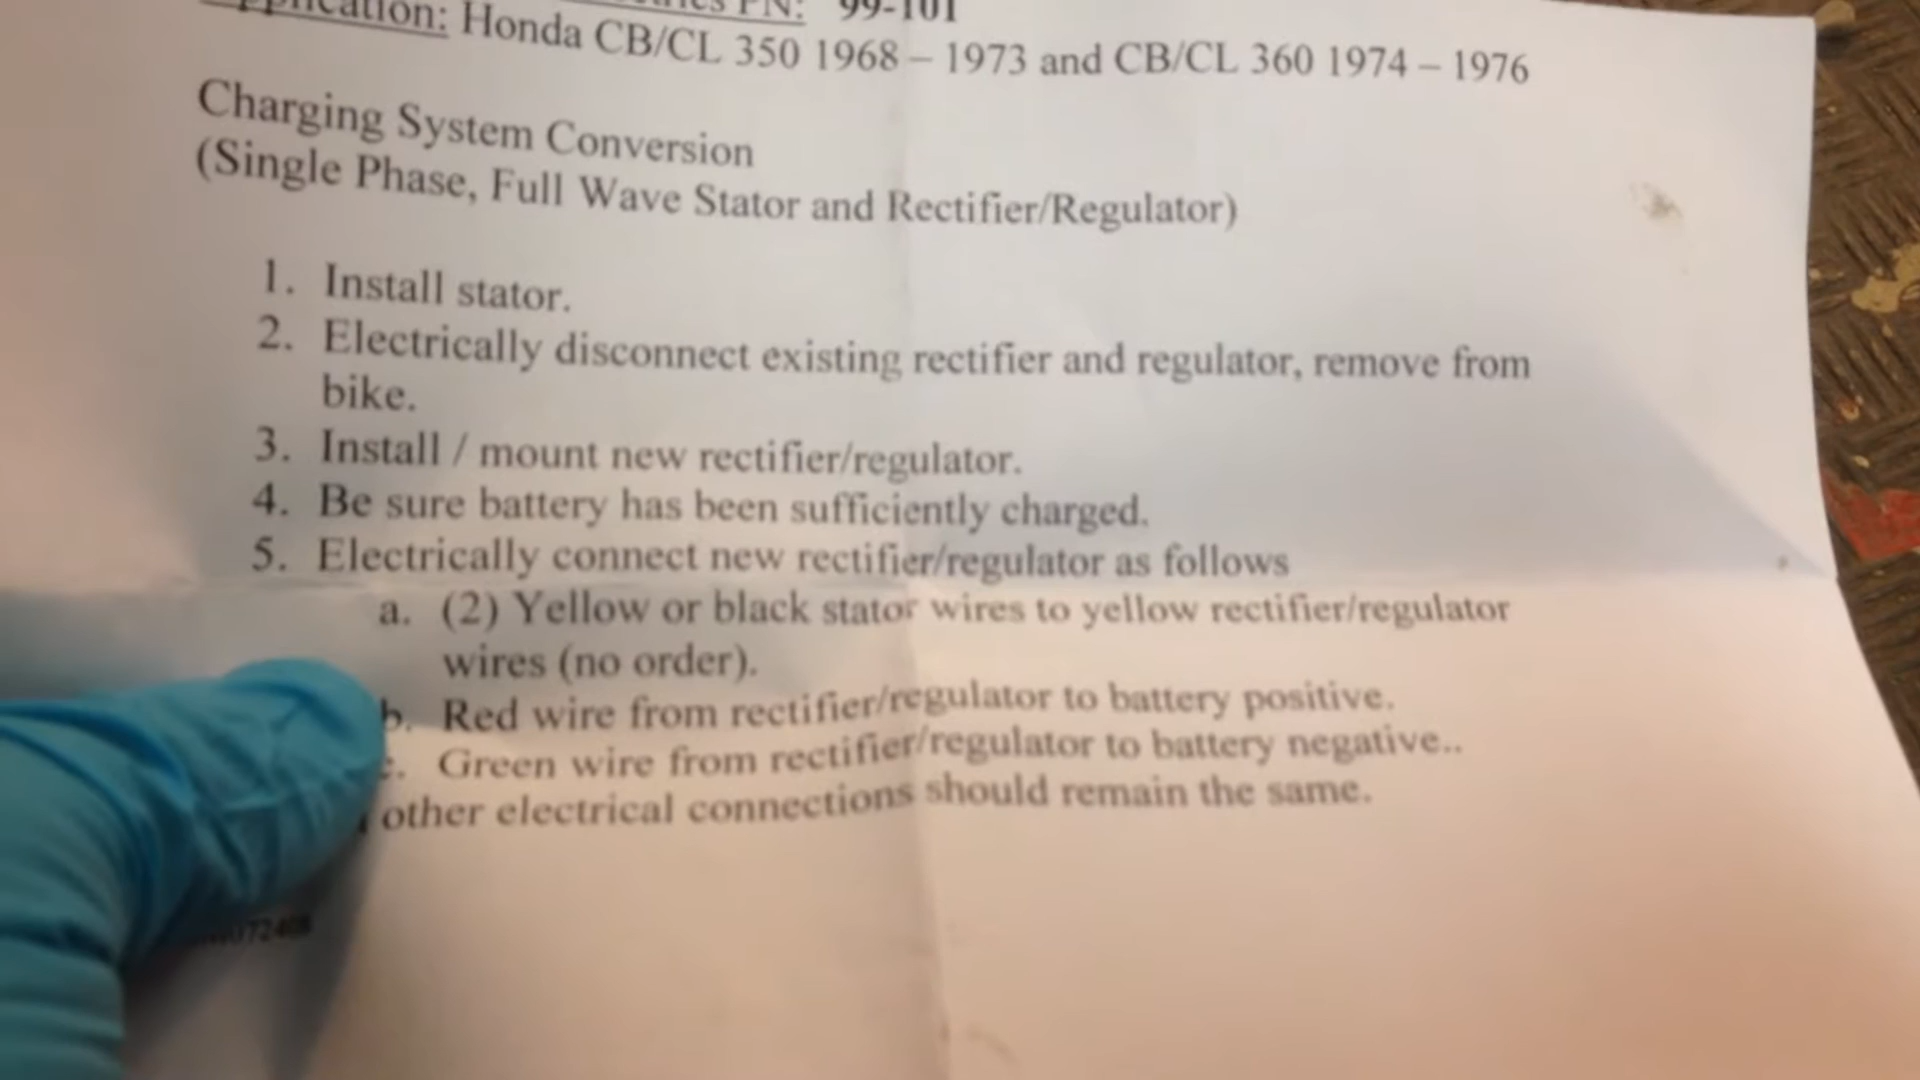 PN: 99-101
Application: Honda CB/CL 350 1968 – 1973 and CB/CL 360 1974 – 1976
Charging System Conversion
(Single Phase, Full Wave Stator and Rectifier/Regulator)
1. Install stator.
2. Electrically disconnect existing rectifier and regulator, remove from
bike.
3. Install / mount new rectifier/regulator.
4. Be sure battery has been sufficiently charged.
5. Electrically connect new rectifier/regulator as follows
a. (2) Yellow or black stator wires to yellow rectifier/regulator
wires (no order).
b. Red wire from rectifier/regulator to battery positive.
c. Green wire from rectifier/regulator to battery negative..
other electrical connections should remain the same.